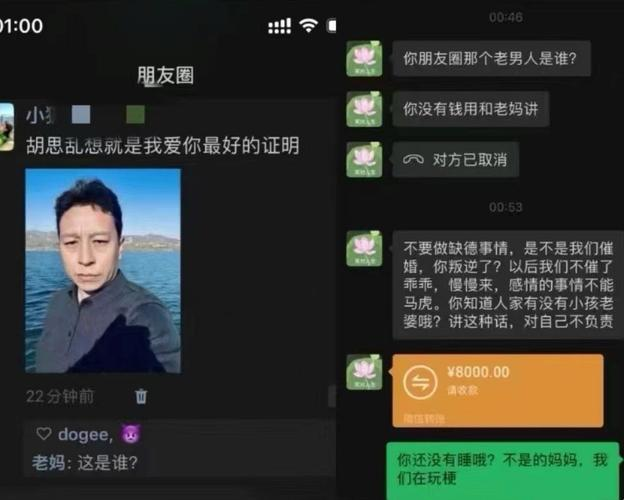 01:00
朋友圈
小
胡思乱想就是我爱你最好的证明
22分钟前
dogee,
老妈: 这是谁?
00:46
你朋友圈那个老男人是谁?
你没有钱用和老妈讲
对方已取消
00:53
不要做缺德事情，是不是我们催
婚，你叛逆了? 以后我们不催了
乖乖，慢慢来，感情的事情不能
马虎。你知道人家有没有小孩老
婆哦? 讲这种话，对自己不负责
¥8000.00
请收款
微信转账
你还没有睡哦? 不是的妈妈，我
们在玩梗